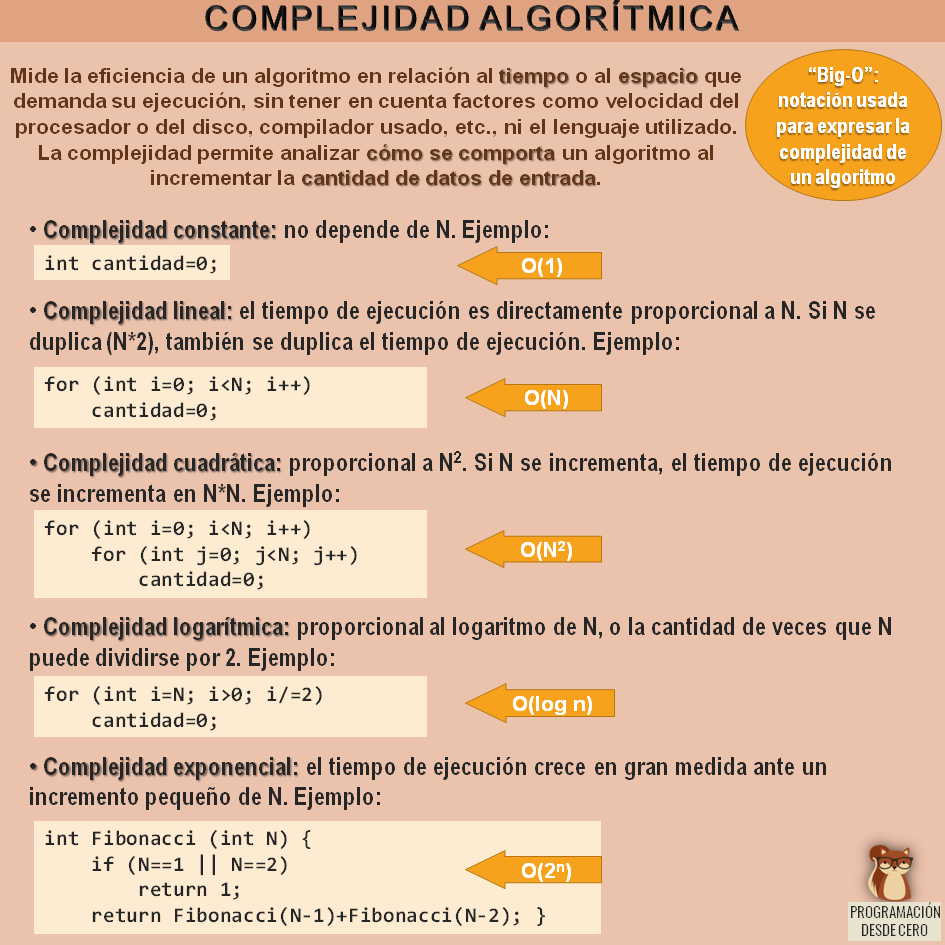 COMPLEJIDAD ALGORÍTMICA
Mide la eficiencia de un algoritmo en relación al tiempo o al espacio que
demanda su ejecución, sin tener en cuenta factores como velocidad del
procesador o del disco, compilador usado, etc., ni el lenguaje utilizado.
La complejidad permite analizar cómo se comporta un algoritmo al
incrementar la cantidad de datos de entrada.
“Big-O”:
notación usada
para expresar la
complejidad de
un algoritmo
• Complejidad constante: no depende de N. Ejemplo:
int cantidad=0;
O(1)
• Complejidad lineal: el tiempo de ejecución es directamente proporcional a N. Si N se
duplica (N*2), también se duplica el tiempo de ejecución. Ejemplo:
for (int i=0; i<N; i++)
    cantidad=0;
O(N)
• Complejidad cuadrática: proporcional a N². Si N se incrementa, el tiempo de ejecución
se incrementa en N*N. Ejemplo:
for (int i=0; i<N; i++)
    for (int j=0; j<N; j++)
        cantidad=0;
O(N²)
• Complejidad logarítmica: proporcional al logaritmo de N, o la cantidad de veces que N
puede dividirse por 2. Ejemplo:
for (int i=N; i>0; i/=2)
    cantidad=0;
O(log n)
• Complejidad exponencial: el tiempo de ejecución crece en gran medida ante un
incremento pequeño de N. Ejemplo:
int Fibonacci (int N) {
    if (N==1 || N==2)
        return 1;
    return Fibonacci(N-1)+Fibonacci(N-2); }
O(2ⁿ)
PROGRAMACIÓN
DESDE CERO